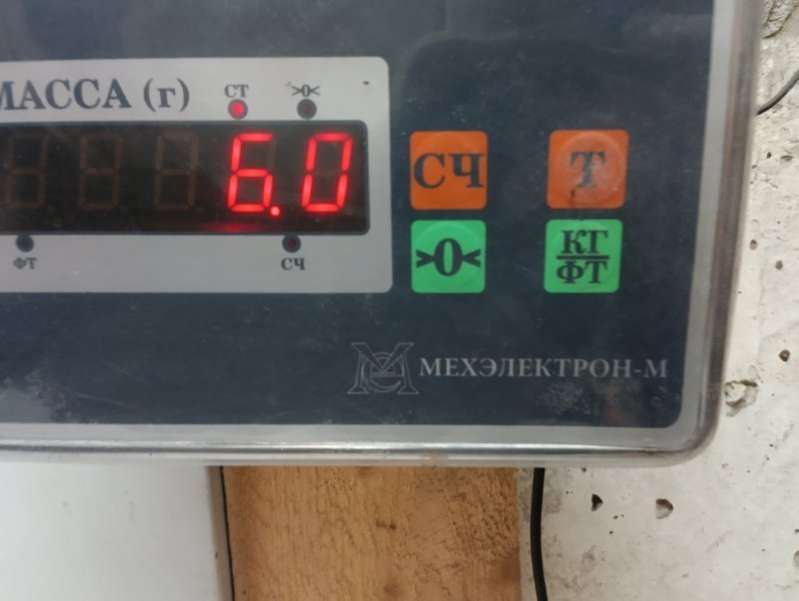 МАССА (г)
СТ >0<
6.0
ФТ СЧ
СЧ Т
>0< КГ
ФТ
МЕХЭЛЕКТРОН-М